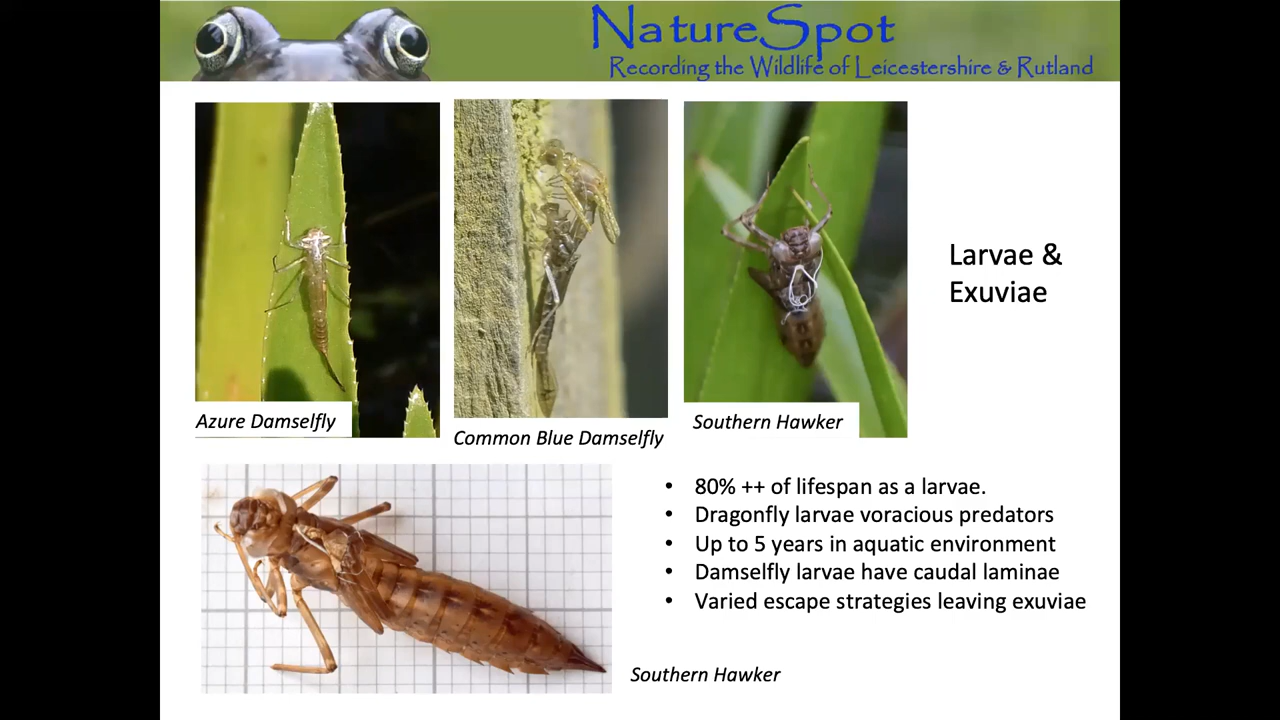 NatureSpot
Recording the Wildlife of Leicestershire & Rutland
Larvae &
Exuviae
Azure Damselfly
Common Blue Damselfly
Southern Hawker
• 80% ++ of lifespan as a larvae.
• Dragonfly larvae voracious predators
• Up to 5 years in aquatic environment
• Damselfly larvae have caudal laminae
• Varied escape strategies leaving exuviae
Southern Hawker